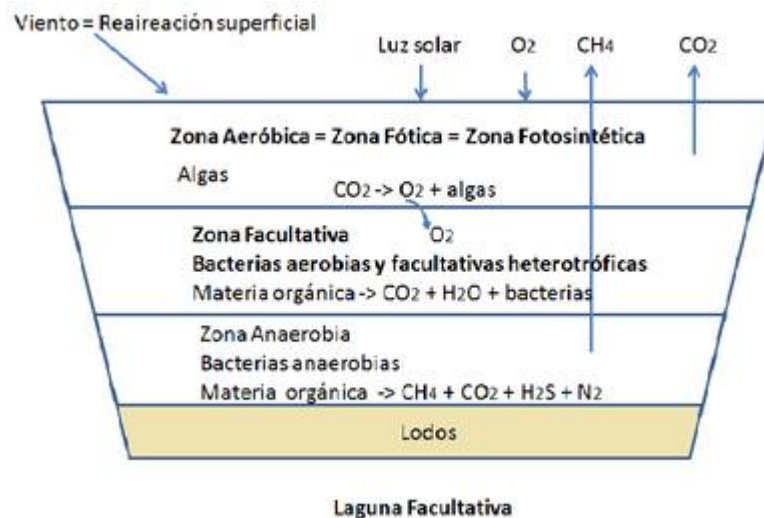 Viento = Reaireación superficial
Luz solar O2 CH4 CO2
Zona Aeróbica = Zona Fótica = Zona Fotosintética
Algas
CO2 -> O2 + algas
Zona Facultativa O2
Bacterias aerobias y facultativas heterotróficas
Materia orgánica -> CO2 + H2O + bacterias
Zona Anaerobia
Bacterias anaerobias
Materia orgánica -> CH4 + CO2 + H2S + N2
Lodos
Laguna Facultativa